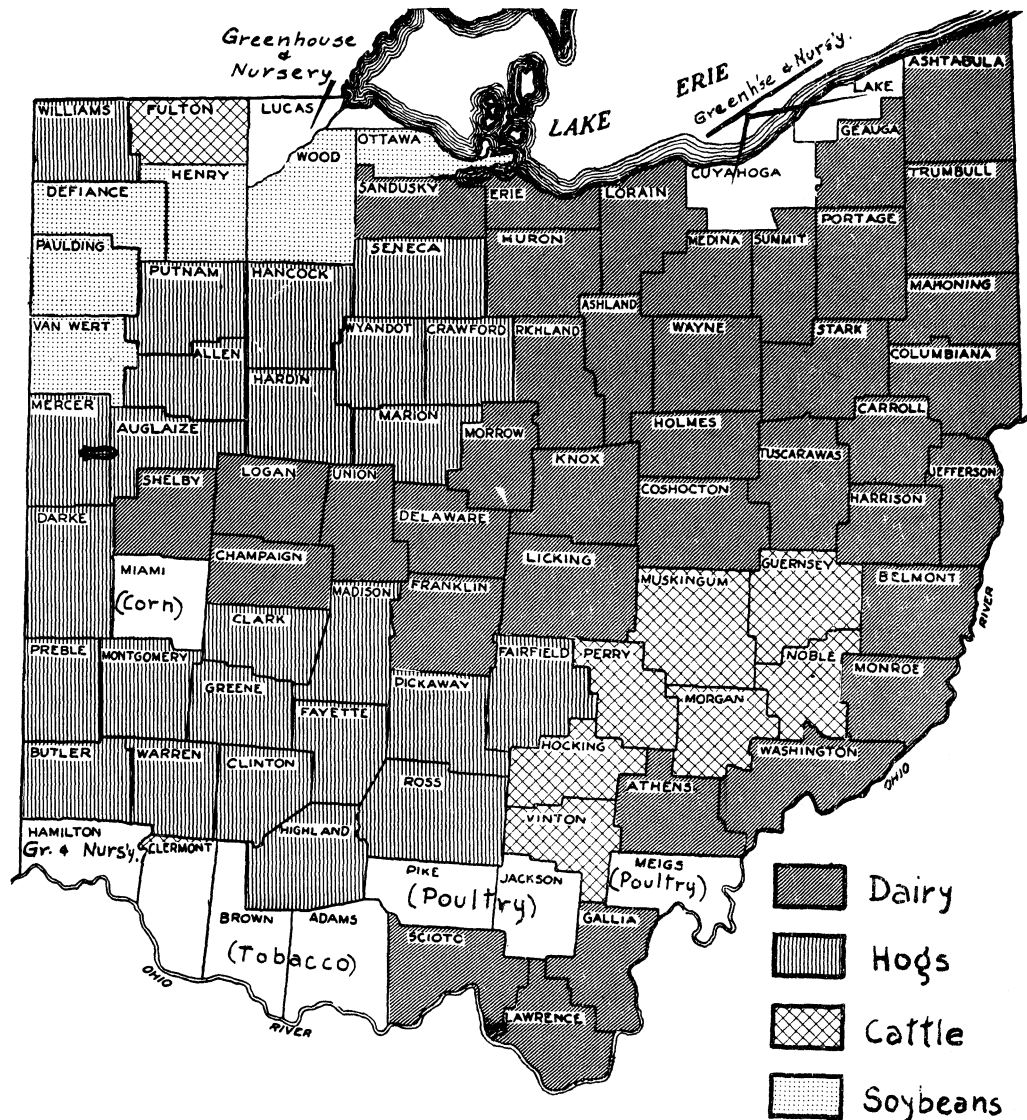 Greenhouse
&
Nursery
ERIE
Greenh'se & Nurs'y.
LAKE
ASHTABULA
LAKE
GEAUGA
CUYAHOGA
TRUMBULL
WILLIAMS
FULTON
LUCAS
OTTAWA
WOOD
HENRY
DEFIANCE
SANDUSKY
ERIE
LORAIN
PORTAGE
PAULDING
SENECA
HURON
MEDINA
SUMMIT
PUTNAM
HANCOCK
MAHONING
ASHLAND
VAN WERT
WYANDOT
CRAWFORD
RICHLAND
WAYNE
STARK
ALLEN
COLUMBIANA
HARDIN
MERCER
AUGLAIZE
MARION
MORROW
HOLMES
CARROLL
KNOX
TUSCARAWAS
SHELBY
LOGAN
UNION
COSHOCTON
JEFFERSON
HARRISON
DARKE
DELAWARE
CHAMPAIGN
LICKING
GUERNSEY
MIAMI
(Corn)
MADISON
FRANKLIN
MUSKINGUM
BELMONT
RIVER
CLARK
PREBLE
MONTGOMERY
FAIRFIELD
PERRY
NOBLE
MONROE
GREENE
PICKAWAY
MORGAN
FAYETTE
BUTLER
WARREN
CLINTON
HOCKING
WASHINGTON
OHIO
ROSS
ATHENS
HIGHLAND
VINTON
HAMILTON
Gr. & Nurs'y.
CLERMONT
PIKE
(Poultry)
JACKSON
MEIGS
(Poultry)
BROWN
ADAMS
(Tobacco)
GALLIA
SCIOTO
OHIO
RIVER
LAWRENCE
Dairy
Hogs
Cattle
Soybeans